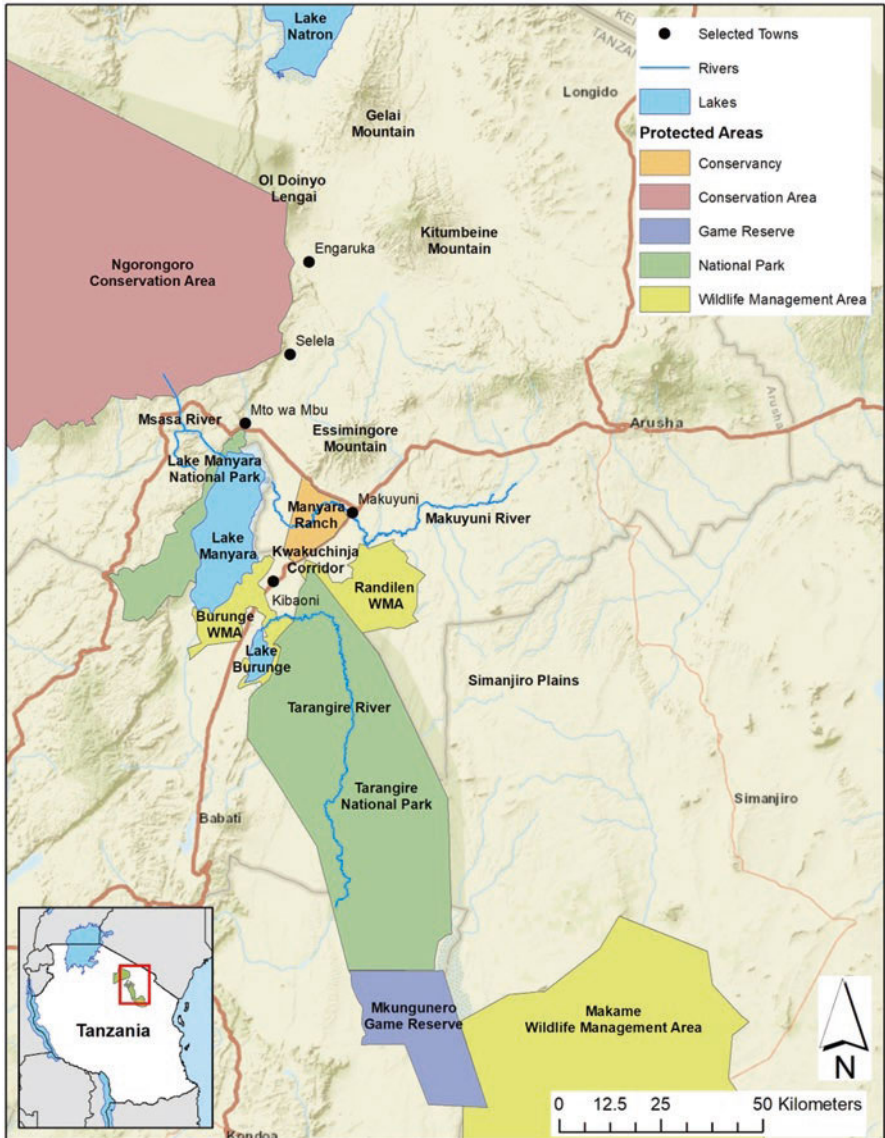 Lake
Natron
KEN
TANZAN
Selected Towns
Rivers
Lakes
Protected Areas
Conservancy
Conservation Area
Game Reserve
National Park
Wildlife Management Area
Longido
Gelai
Mountain
Ol Doinyo
Lengai
Kitumbeine
Mountain
Engaruka
Ngorongoro
Conservation Area
Selela
Mto wa Mbu
Msasa River
Essimingore
Mountain
Arusha
Arusha
Lake Manyara
National Park
Manyara
Ranch
Makuyuni
Makuyuni River
Lake
Manyara
Kwakuchinja
Corridor
Kibaoni
Randilen
WMA
Burunge
WMA
Lake
Burunge
Simanjiro Plains
Tarangire River
Tarangire
National Park
Simanjiro
Babati
Mkungunero
Game Reserve
Makame
Wildlife Management Area
Tanzania
N
0 12.5 25 50 Kilometers
Kondoa